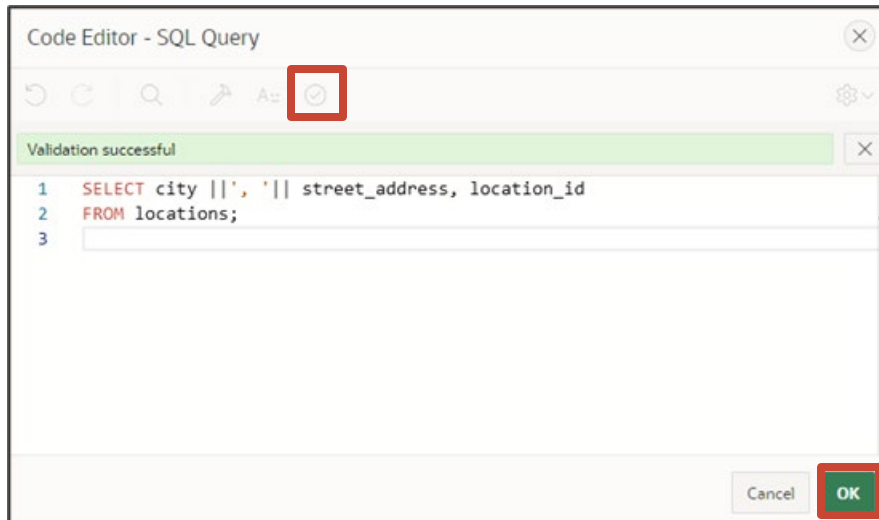 Code Editor - SQL Query
A::
Validation successful
1 SELECT city ||', '|| street_address, location_id
2 FROM locations;
3
Cancel OK